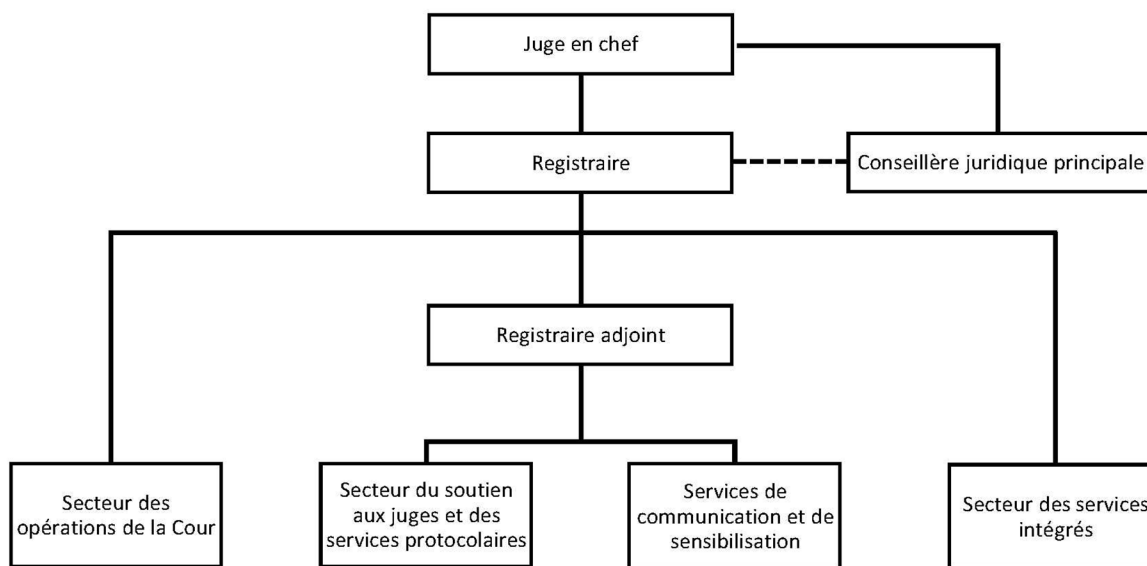 Juge en chef
Registraire
Conseillère juridique principale
Registraire adjoint
Secteur des
opérations de la Cour
Secteur du soutien
aux juges et des
services protocolaires
Services de
communication et de
sensibilisation
Secteur des services
intégrés